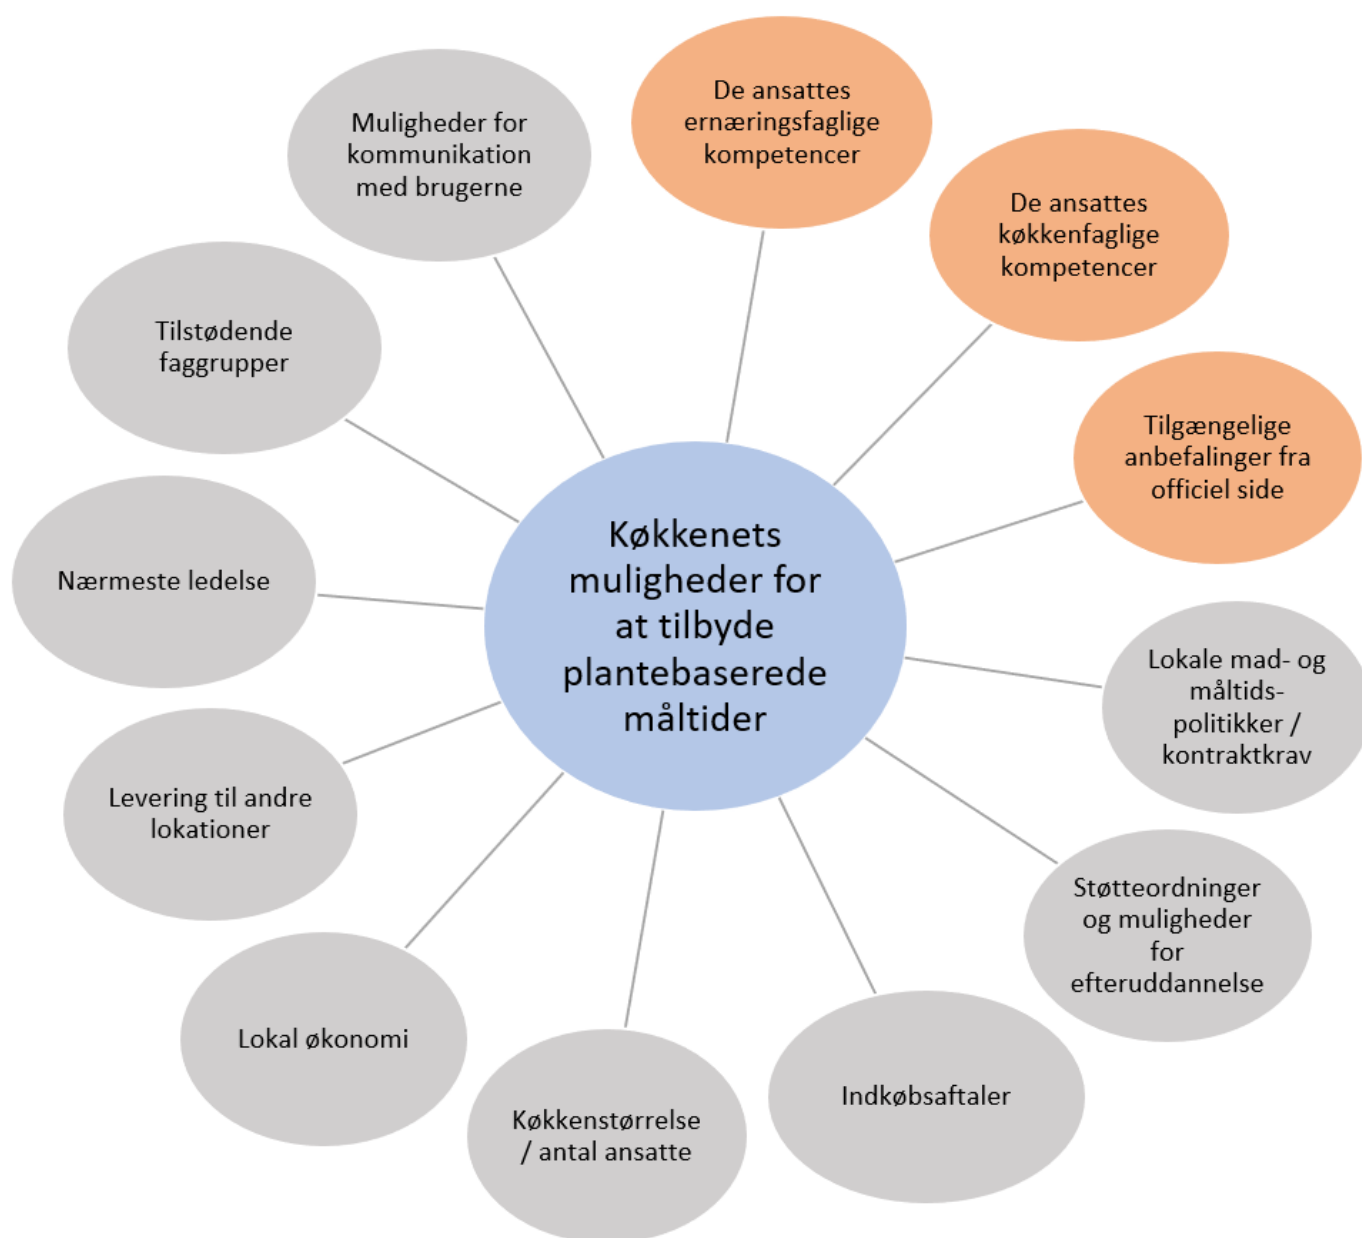 De ansattes
ernæringsfaglige
kompetencer
De ansattes
køkkenfaglige
kompetencer
Tilgængelige
anbefalinger fra
officiel side
Lokale mad- og
måltids-
politikker /
kontraktkrav
Støtteordninger
og muligheder
for
efteruddannelse
Indkøbsaftaler
Køkkenstørrelse
/ antal ansatte
Lokal økonomi
Levering til andre
lokationer
Nærmeste ledelse
Tilstødende
faggrupper
Muligheder for
kommunikation
med brugerne
Køkkenets
muligheder for
at tilbyde
plantebaserede
måltider